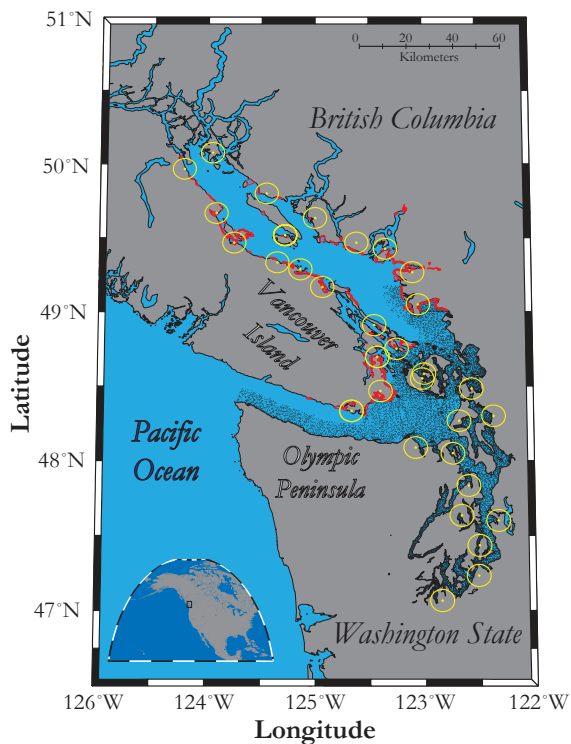 51°N
0 20 40 60
Kilometers
British Columbia
50°N
49°N
Vancouver
Island
Latitude
Pacific
Ocean
Olympic
Peninsula
48°N
47°N
Washington State
126°W 124°W 125°W 123°W 122°W
Longitude